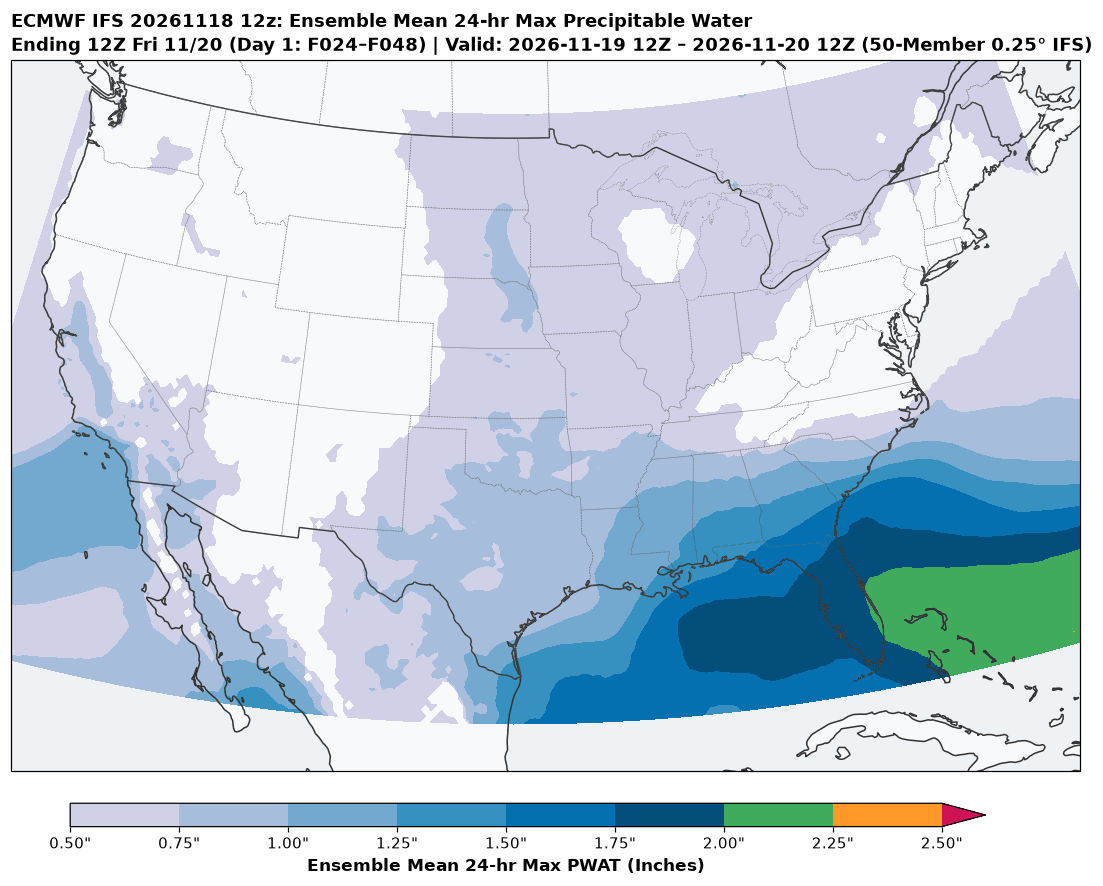 ECMWF IFS 20261118 12z: Ensemble Mean 24-hr Max Precipitable Water
Ending 12Z Fri 11/20 (Day 1: F024–F048) | Valid: 2026-11-19 12Z – 2026-11-20 12Z (50-Member 0.25° IFS)
0.50" 0.75" 1.00" 1.25" 1.50" 1.75" 2.00" 2.25" 2.50"
Ensemble Mean 24-hr Max PWAT (Inches)